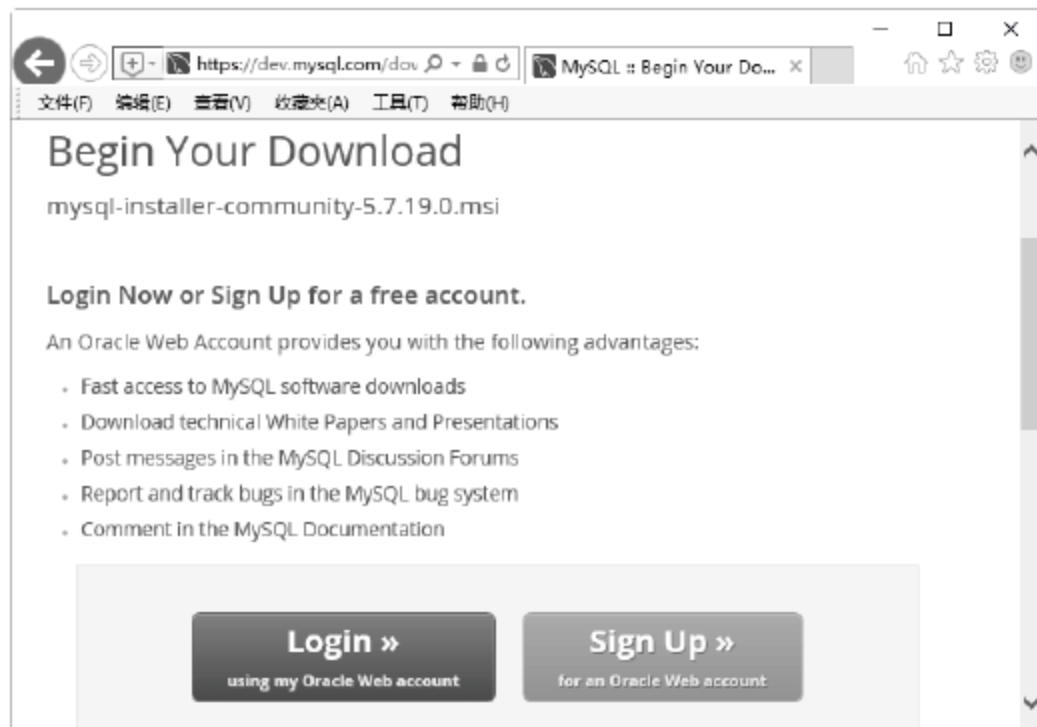 https://dev.mysql.com/dov
MySQL :: Begin Your Do...
文件(F) 编辑(E) 查看(V) 收藏夹(A) 工具(T) 帮助(H)
Begin Your Download
mysql-installer-community-5.7.19.0.msi
Login Now or Sign Up for a free account.
An Oracle Web Account provides you with the following advantages:
Fast access to MySQL software downloads
Download technical White Papers and Presentations
Post messages in the MySQL Discussion Forums
Report and track bugs in the MySQL bug system
Comment in the MySQL Documentation
Login »
using my Oracle Web account
Sign Up »
for an Oracle Web account